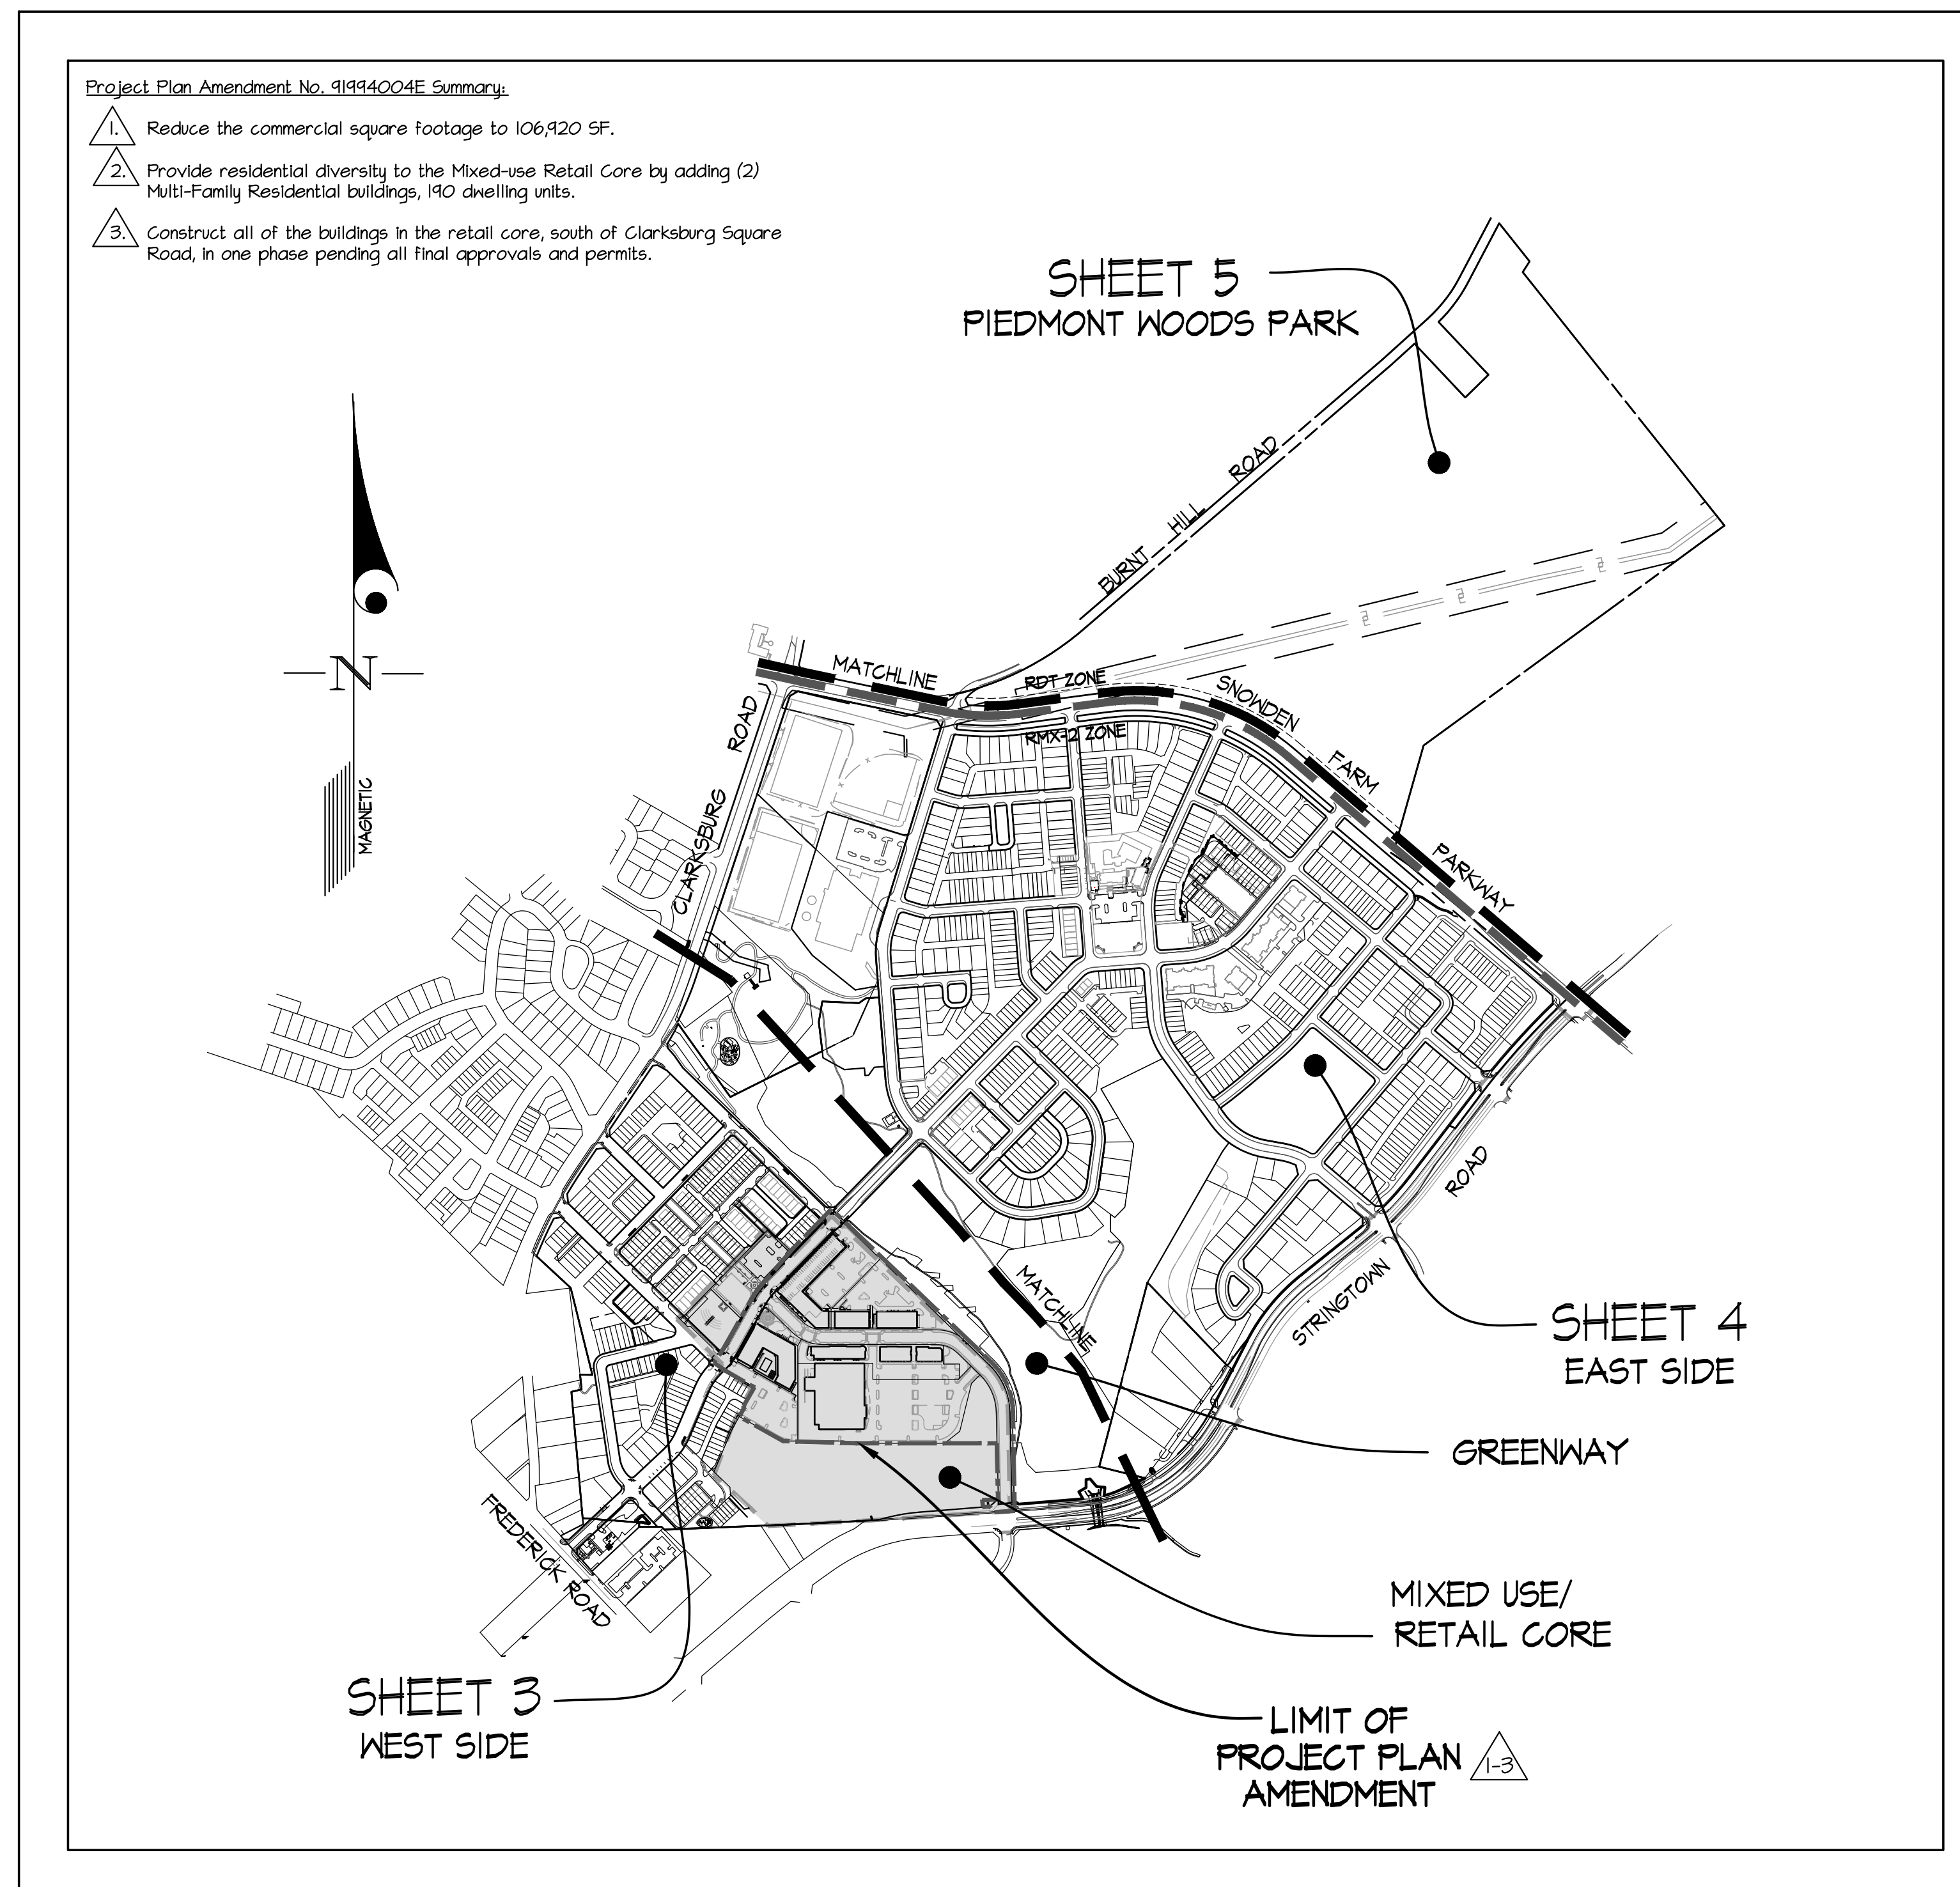 Project Plan Amendment No. 91994004E Summary:
1. Reduce the commercial square footage to 106,920 SF.
2. Provide residential diversity to the Mixed-use Retail Core by adding (2)
Multi-Family Residential buildings, 190 dwelling units.
3. Construct all of the buildings in the retail core, south of Clarksburg Square
Road, in one phase pending all final approvals and permits.
SHEET 5
PIEDMONT WOODS PARK
BURNT HILL ROAD
N
MAGNETIC
MATCHLINE
RDT ZONE
RMX-2 ZONE
SNOWDEN FARM PARKWAY
CLARKSBURG ROAD
STRINGTOWN ROAD
MATCHLINE
SHEET 4
EAST SIDE
GREENWAY
MIXED USE/
RETAIL CORE
FREDERICK ROAD
SHEET 3
WEST SIDE
LIMIT OF
PROJECT PLAN
AMENDMENT
1-3